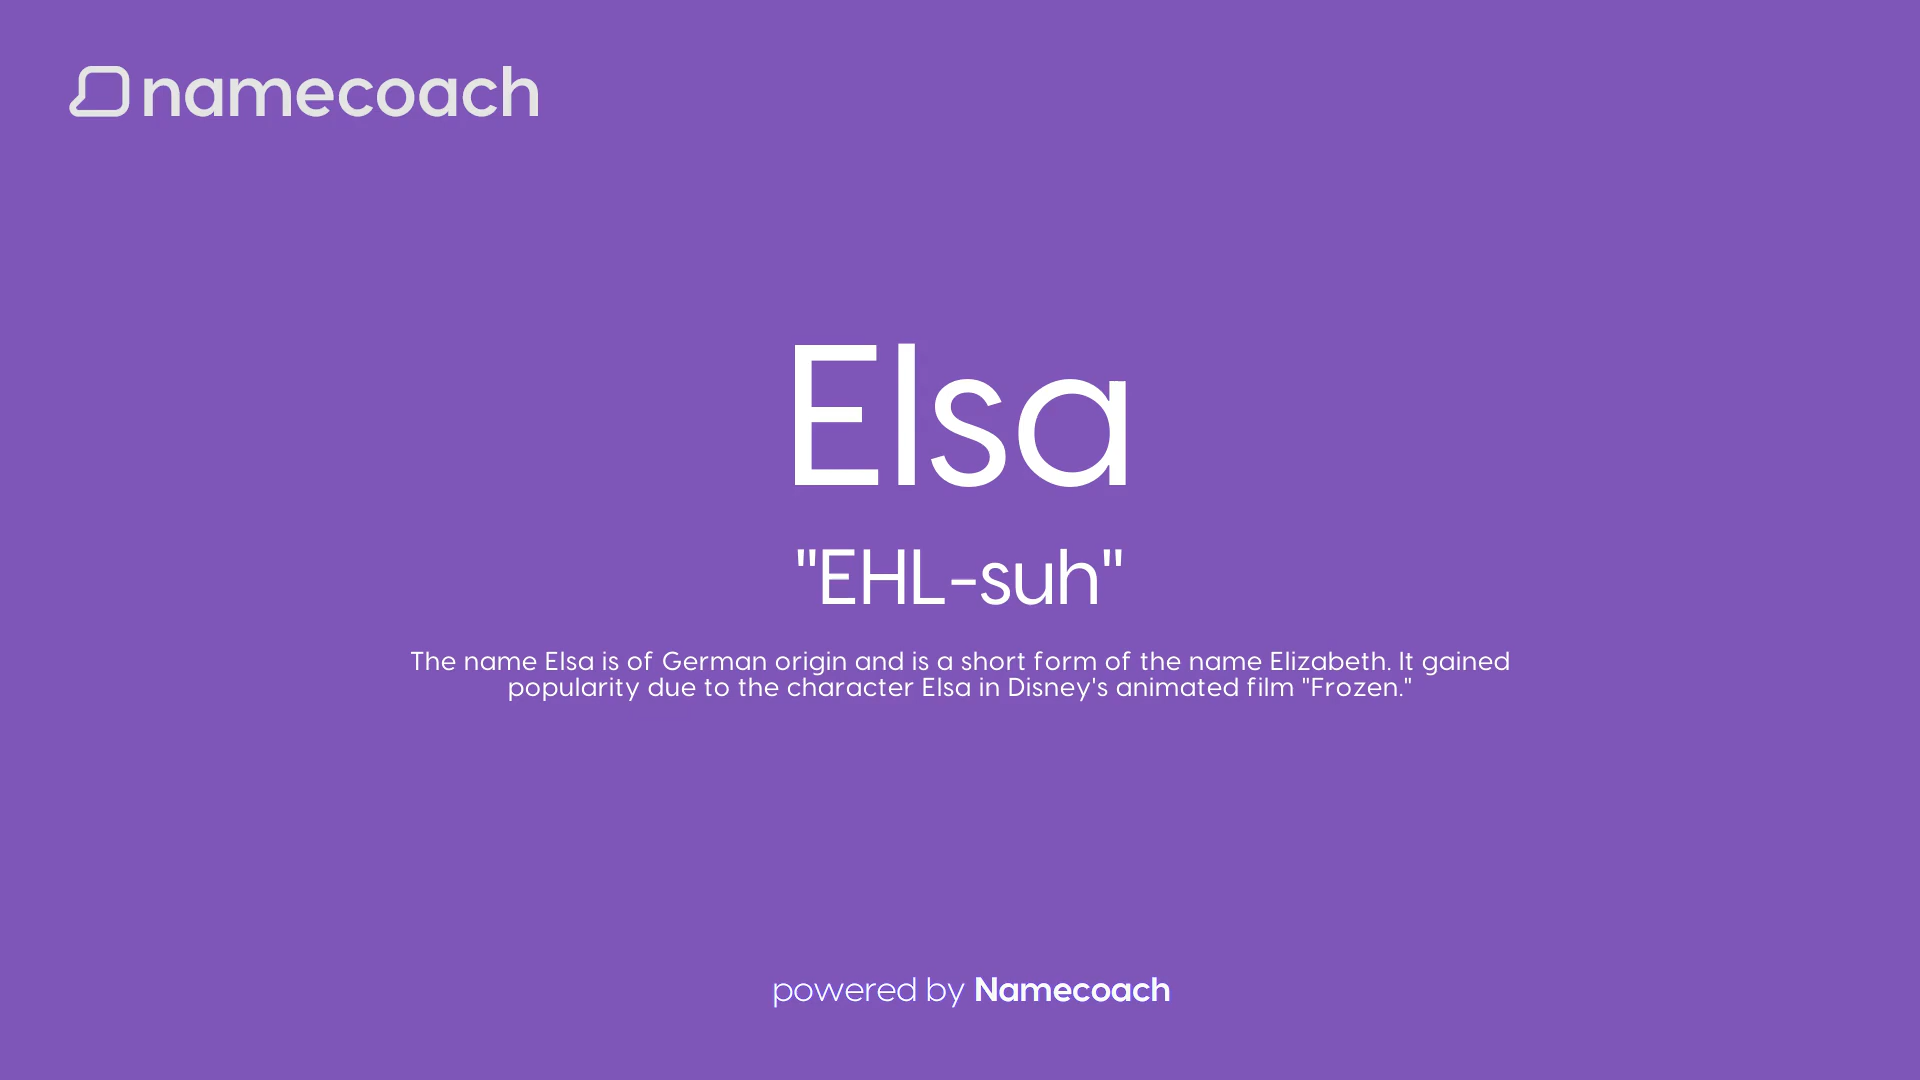 namecoach
Elsa
"EHL-suh"
The name Elsa is of German origin and is a short form of the name Elizabeth. It gained
popularity due to the character Elsa in Disney's animated film "Frozen."
powered by Namecoach